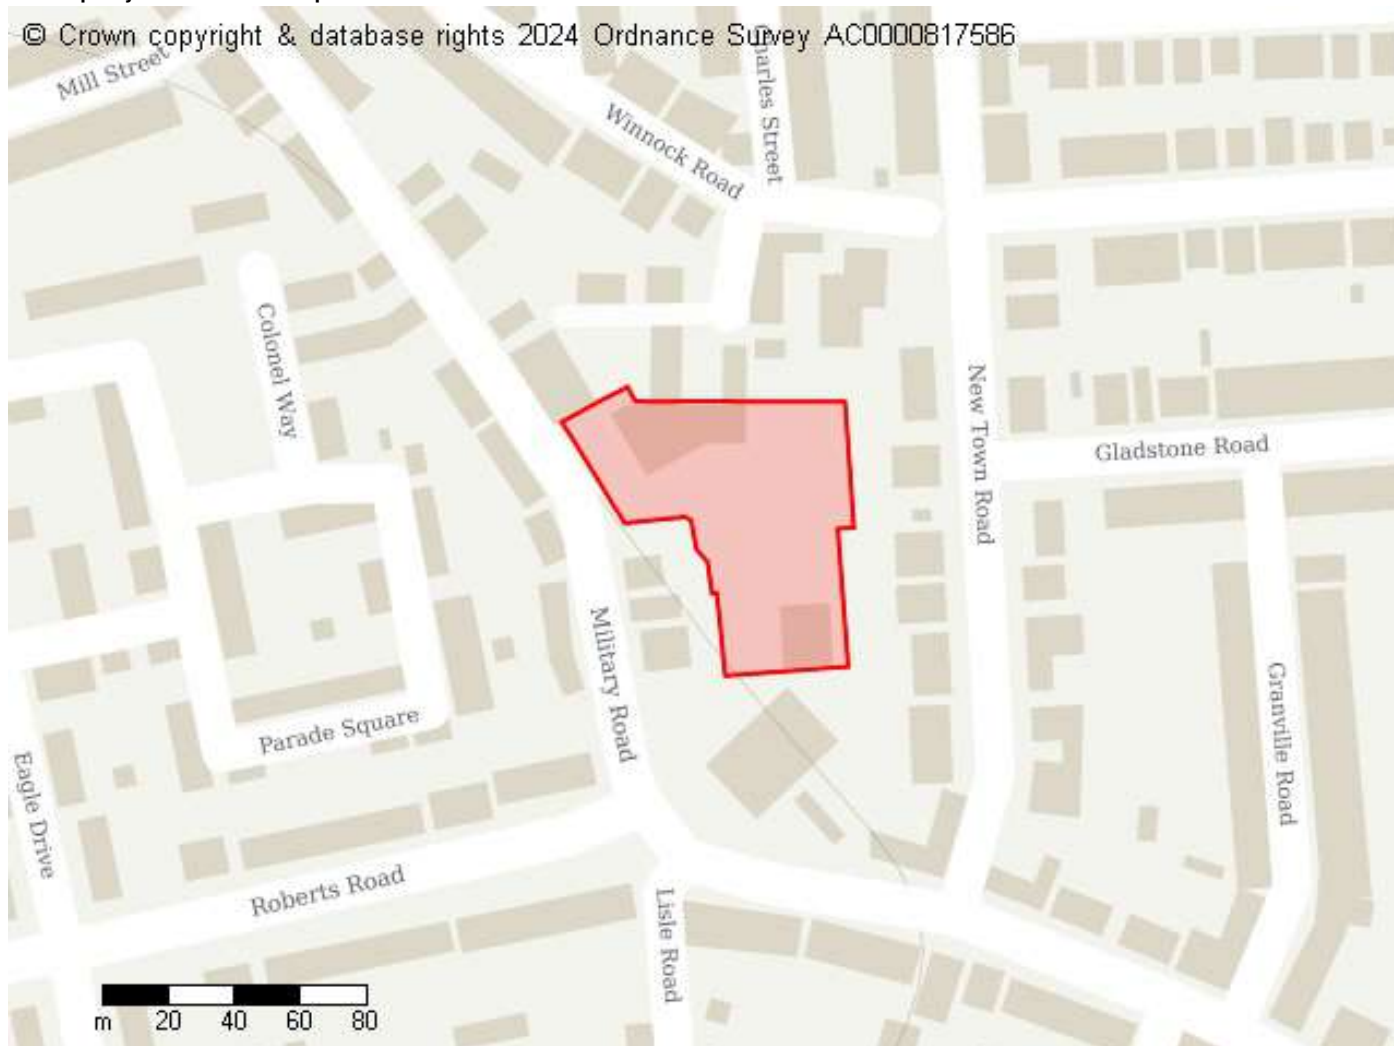 © Crown copyright & database rights 2024 Ordnance Survey AC0000817586
Mill Street
Charles Street
Winnock Road
Colonel Way
New Town Road
Gladstone Road
Military Road
Granville Road
Parade Square
Eagle Drive
Roberts Road
Lisle Road
m 20 40 60 80